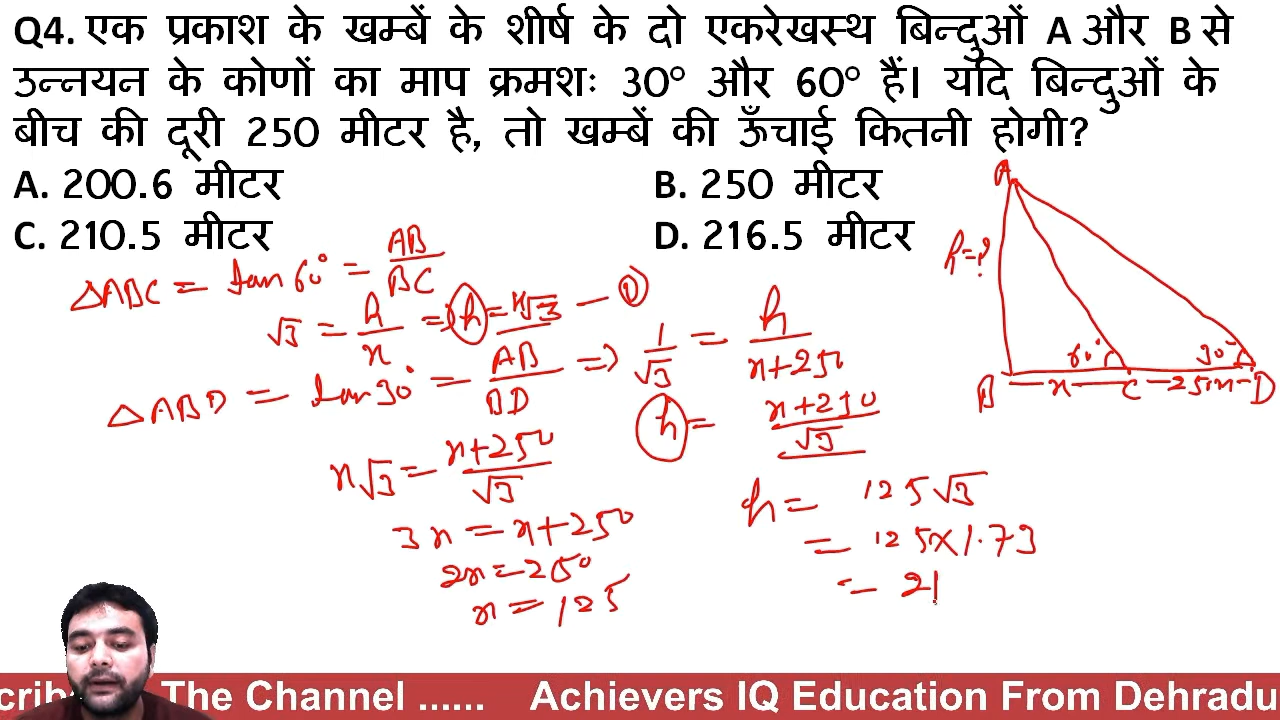 Q4. एक प्रकाश के खम्बें के शीर्ष के दो एकरेखस्थ बिन्दुओं A और B से
उन्नयन के कोणों का माप क्रमशः 30° और 60° हैं। यदि बिन्दुओं के
बीच की दूरी 250 मीटर है, तो खम्बें की ऊँचाई कितनी होगी?
A. 200.6 मीटर B. 250 मीटर
C. 210.5 मीटर D. 216.5 मीटर
A
h=?
60° 30°
B x C 250m D
△ABC = tan 60° = AB/BC
√3 = h/x => h = x√3 — ①
△ABD = tan 30° = AB/BD => 1/√3 = h/x+250
h = x+250/√3
x√3 = x+250/√3
3x = x+250
2x = 250
x = 125
h = 125√3
= 125×1.73
= 21
The Channel ...... Achievers IQ Education From Dehradu